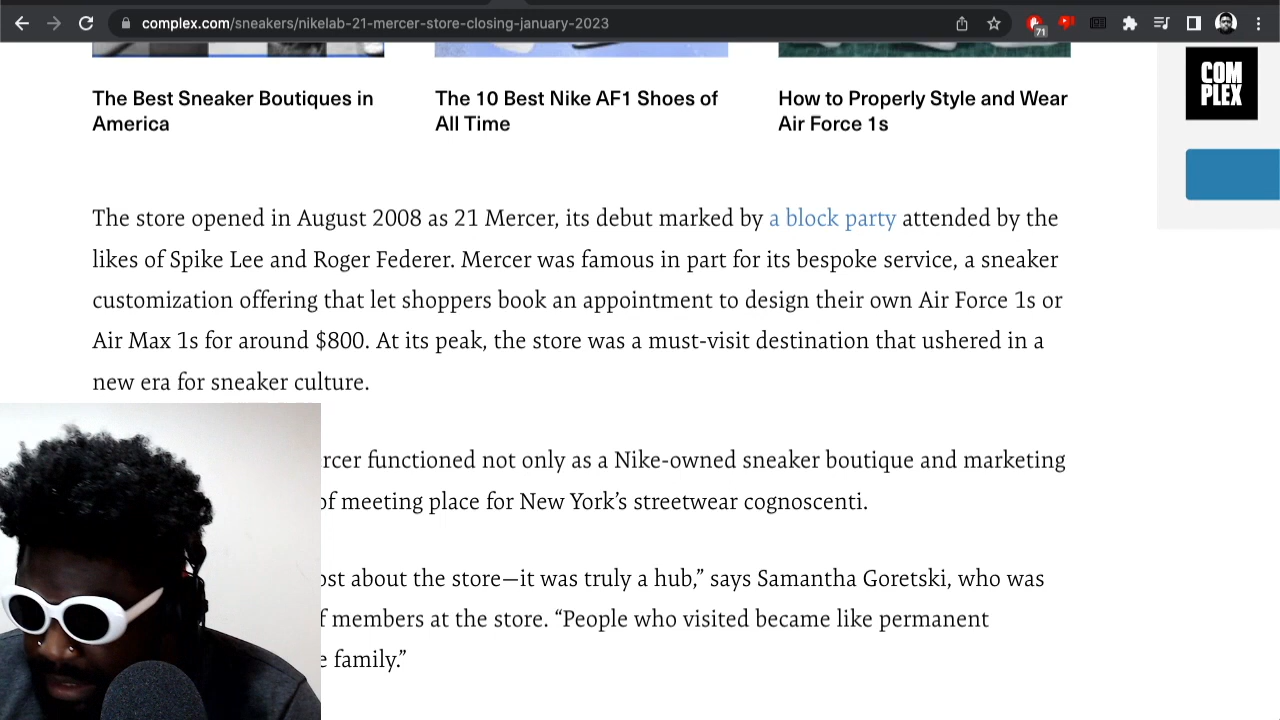 complex.com/sneakers/nikelab-21-mercer-store-closing-january-2023
71
COM
PLEX
The Best Sneaker Boutiques in
America
The 10 Best Nike AF1 Shoes of
All Time
How to Properly Style and Wear
Air Force 1s
The store opened in August 2008 as 21 Mercer, its debut marked by a block party attended by the
likes of Spike Lee and Roger Federer. Mercer was famous in part for its bespoke service, a sneaker
customization offering that let shoppers book an appointment to design their own Air Force 1s or
Air Max 1s for around $800. At its peak, the store was a must-visit destination that ushered in a
new era for sneaker culture.
rcer functioned not only as a Nike-owned sneaker boutique and marketing
of meeting place for New York’s streetwear cognoscenti.
ost about the store—it was truly a hub,” says Samantha Goretski, who was
f members at the store. “People who visited became like permanent
e family.”